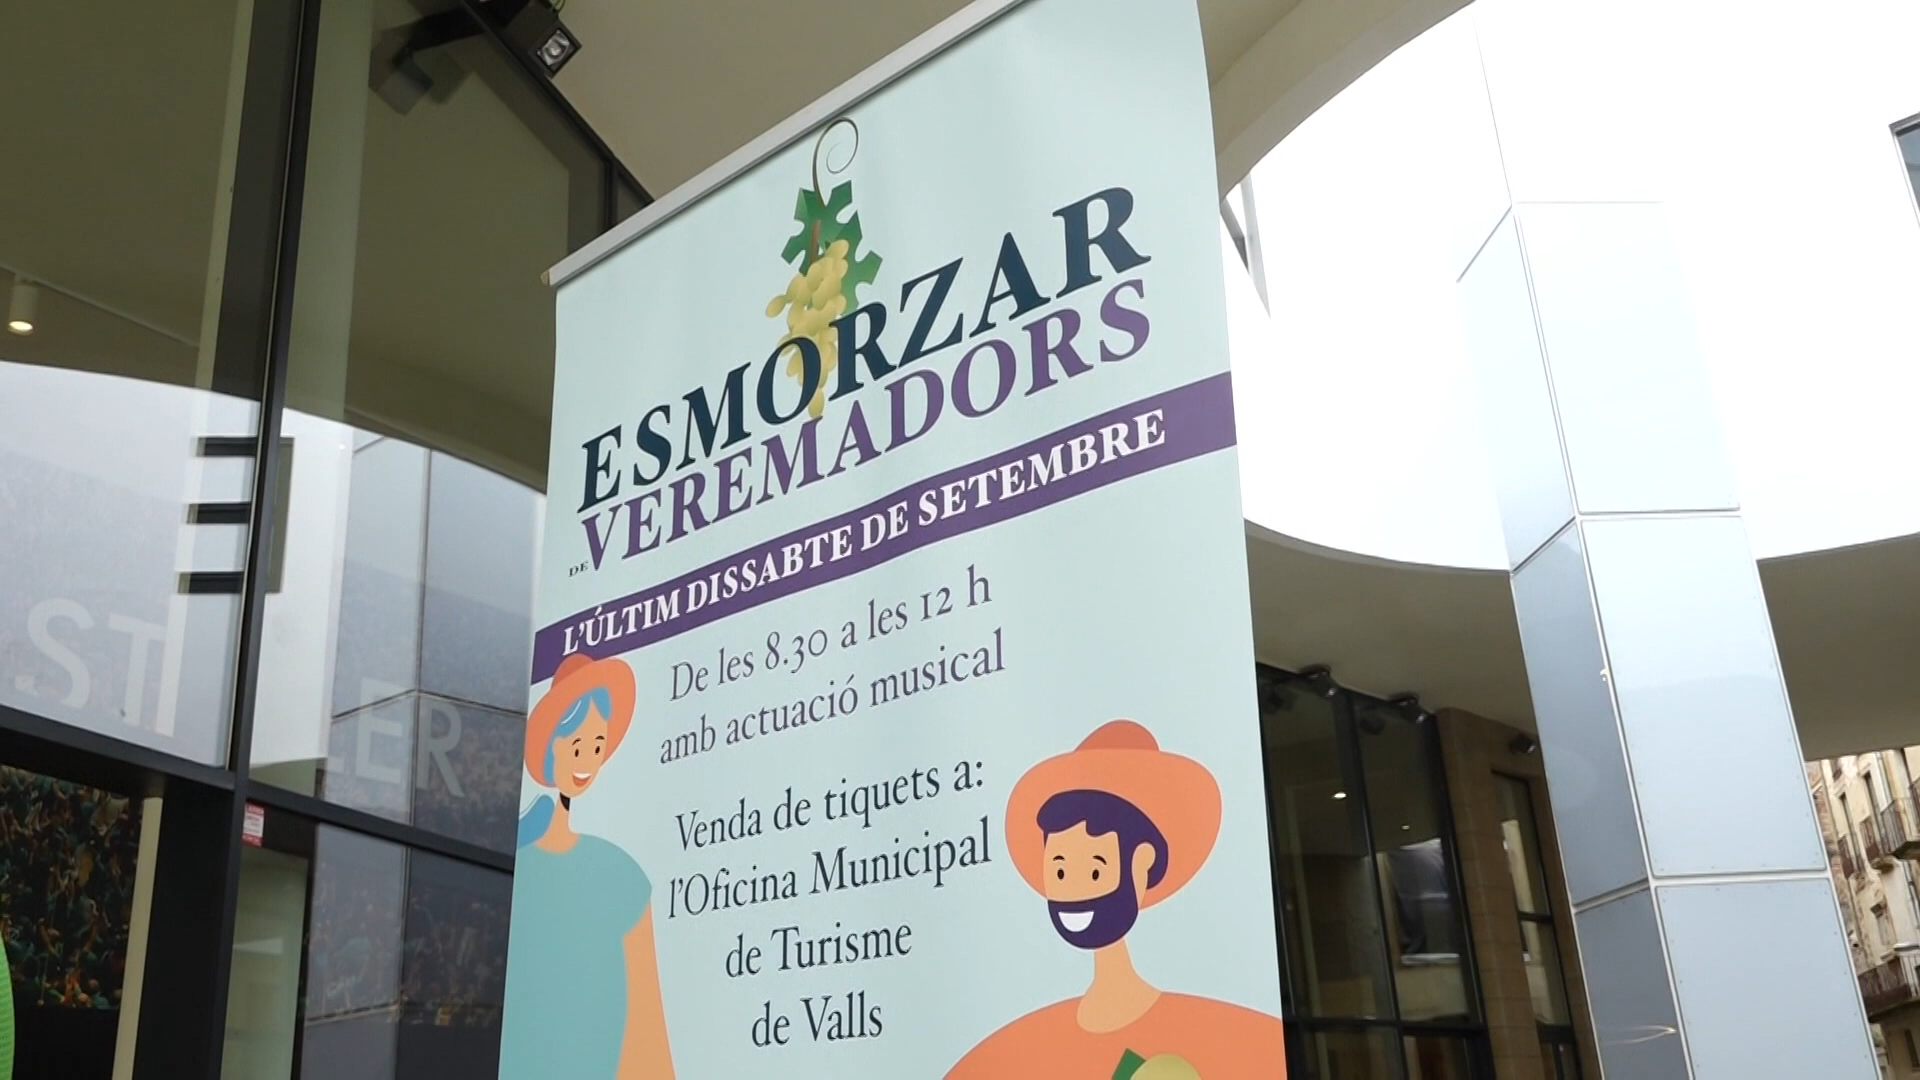 ESMORZAR
DE VEREMADORS
L'ÚLTIM DISSABTE DE SETEMBRE
De les 8.30 a les 12 h
amb actuació musical
Venda de tiquets a:
l'Oficina Municipal
de Turisme
de Valls